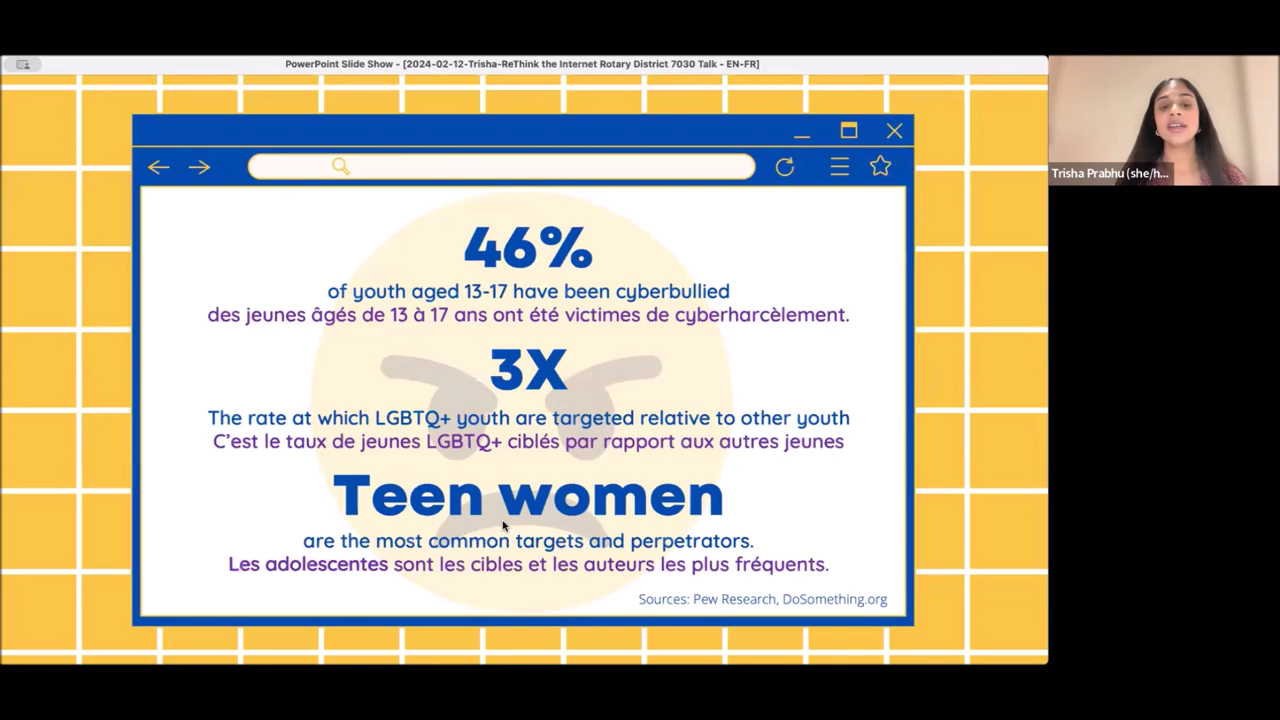 PowerPoint Slide Show - [2024-02-12-Trisha-ReThink the Internet Rotary District 7030 Talk - EN-FR]
Trisha Prabhu (she/h...
46%
of youth aged 13-17 have been cyberbullied
des jeunes âgés de 13 à 17 ans ont été victimes de cyberharcèlement.
3X
The rate at which LGBTQ+ youth are targeted relative to other youth
C'est le taux de jeunes LGBTQ+ ciblés par rapport aux autres jeunes
Teen women
are the most common targets and perpetrators.
Les adolescentes sont les cibles et les auteurs les plus fréquents.
Sources: Pew Research, DoSomething.org